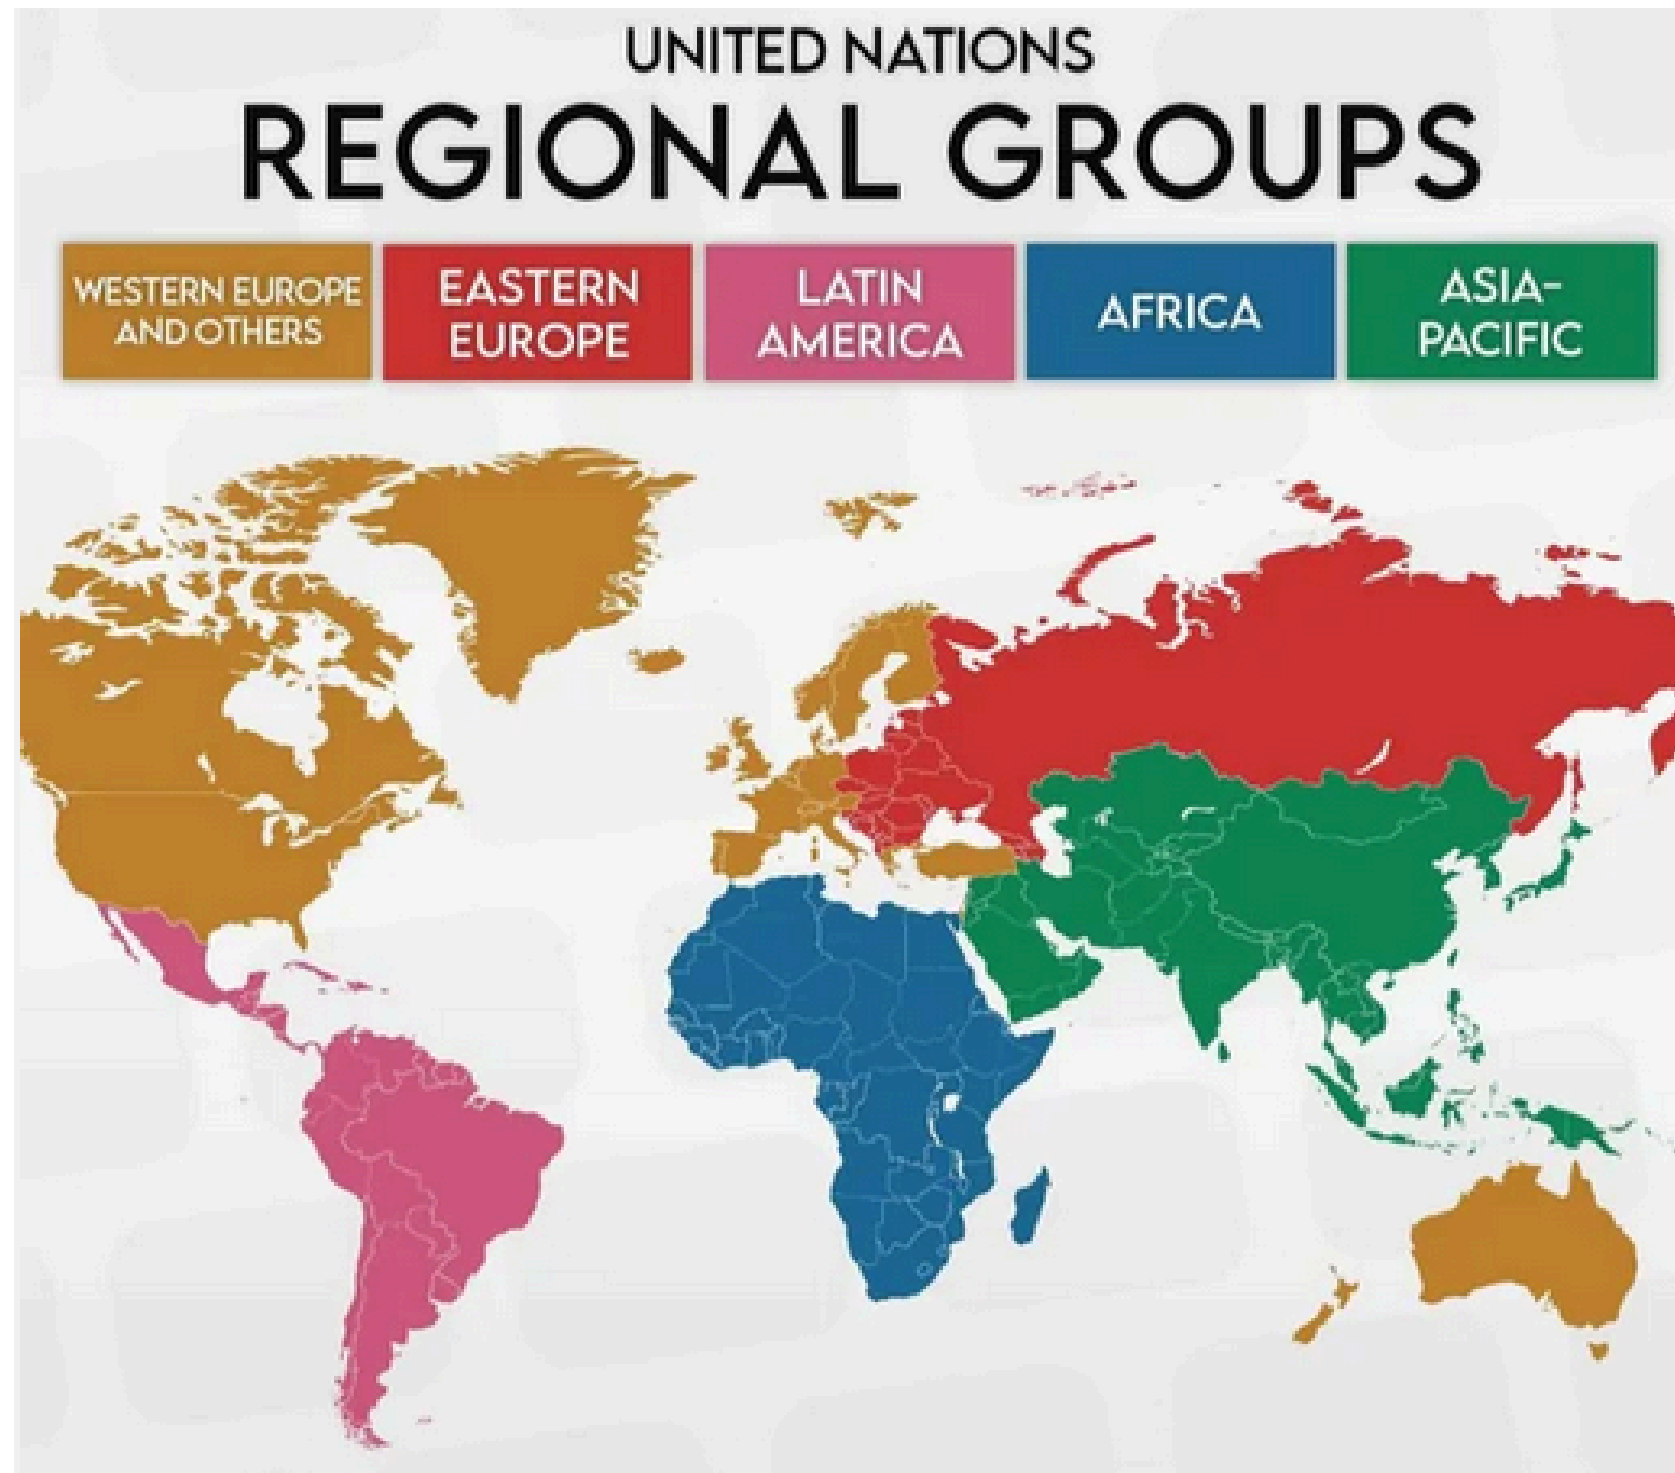 UNITED NATIONS
REGIONAL GROUPS
WESTERN EUROPE
AND OTHERS
EASTERN
EUROPE
LATIN
AMERICA
AFRICA
ASIA-
PACIFIC